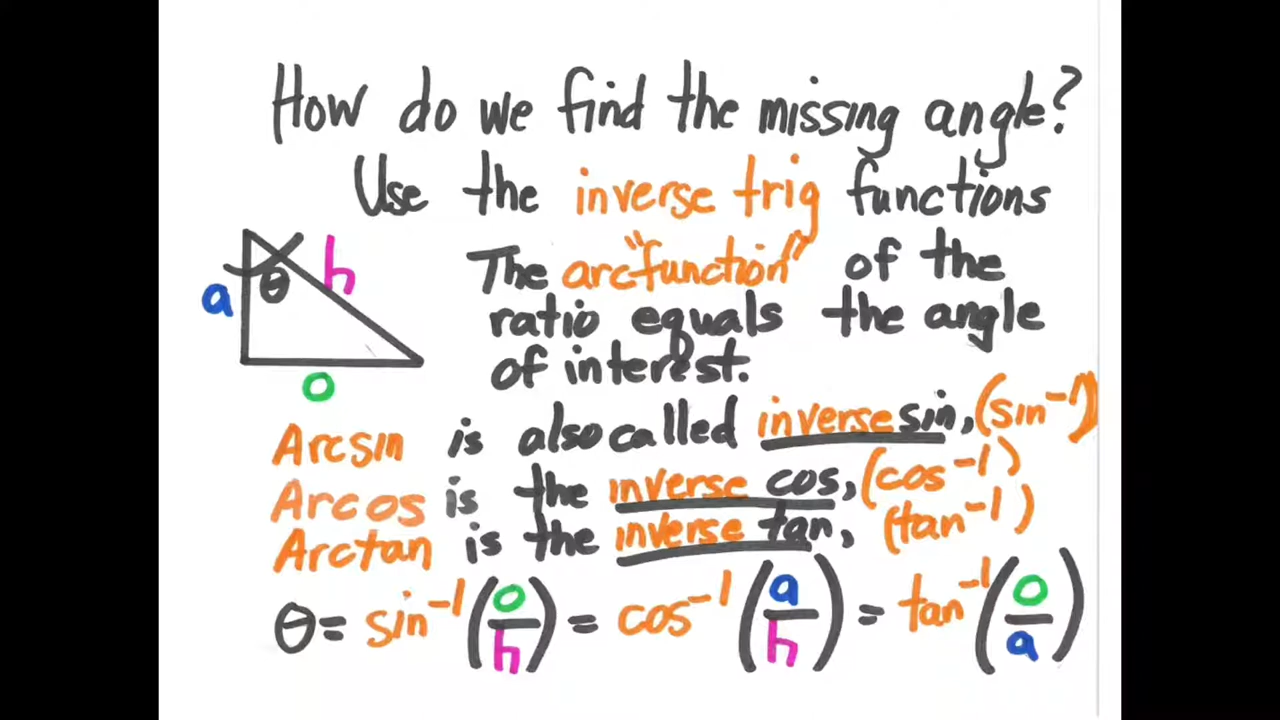 How do we find the missing angle?
Use the inverse trig functions
The arc"function" of the
ratio equals the angle
of interest.
h
θ
a
o
Arcsin is also called inverse sin, (sin⁻¹)
Arcos is the inverse cos, (cos⁻¹)
Arctan is the inverse tan, (tan⁻¹)
θ = sin⁻¹(o/h) = cos⁻¹(a/h) = tan⁻¹(o/a)